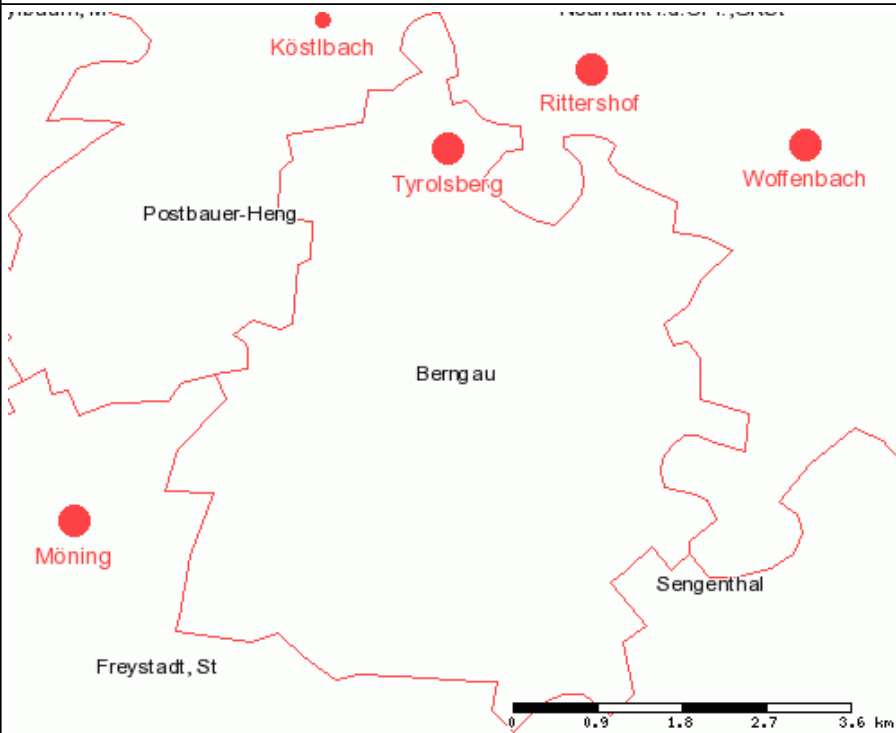 Köstlbach
Rittershof
Tyrolsberg
Woffenbach
Postbauer-Heng
Berngau
Möning
Sengenthal
Freystadt, St
0 0.9 1.8 2.7 3.6 km